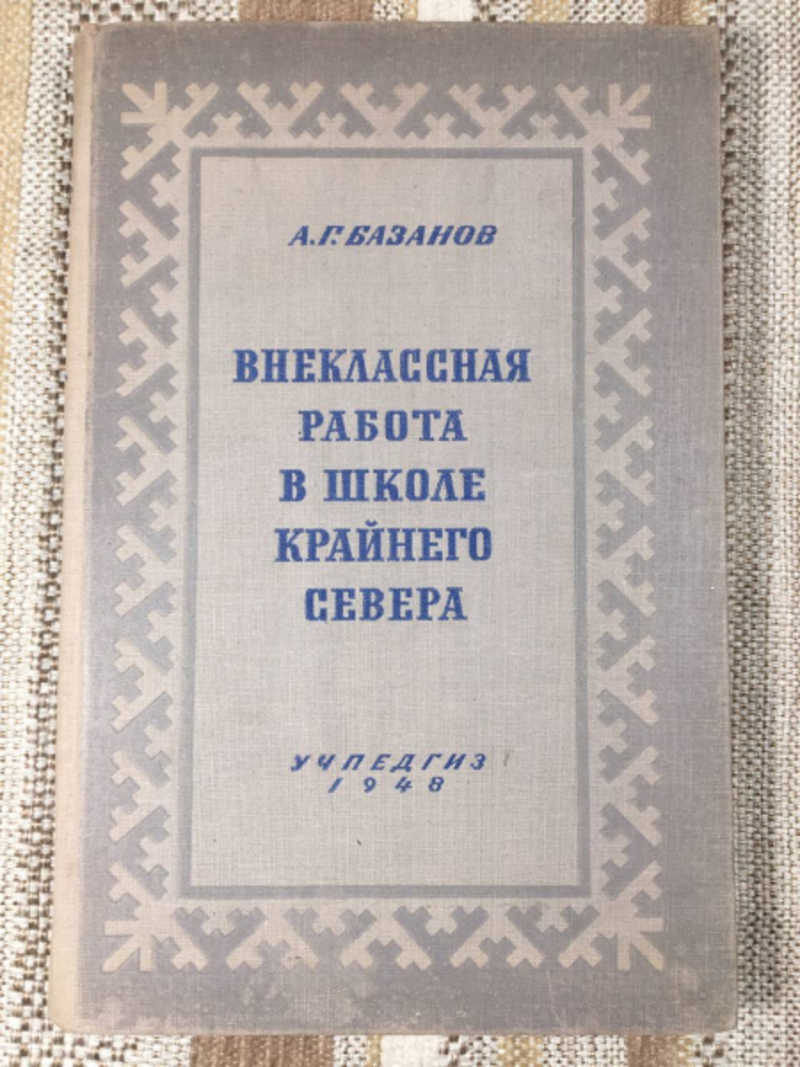 А.Г. БАЗАНОВ
ВНЕКЛАССНАЯ
РАБОТА
В ШКОЛЕ
КРАЙНЕГО
СЕВЕРА
УЧПЕДГИЗ
1948